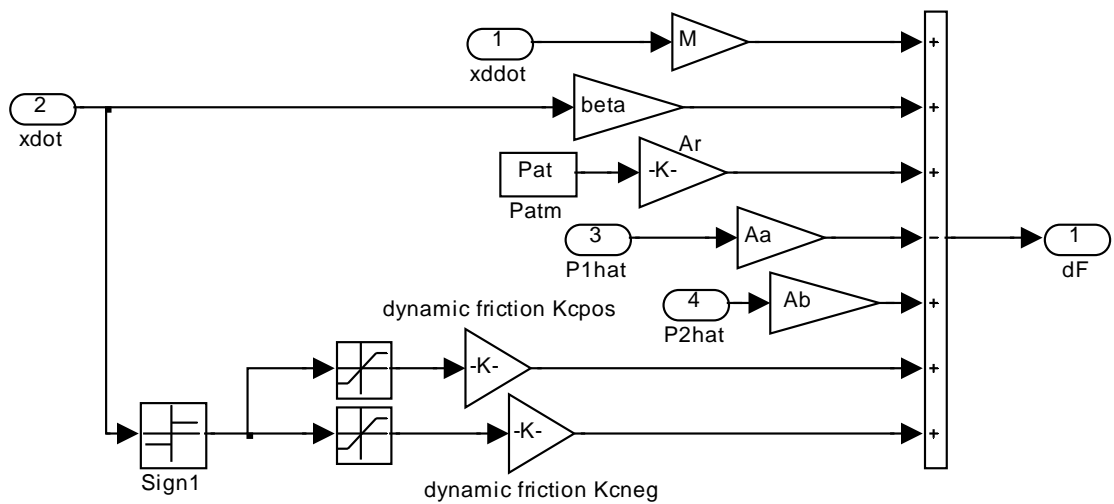 1
M
+
xddot
2
beta
+
xdot
Ar
Pat
-K-
+
Patm
3
Aa
−
1
P1hat
dF
4
Ab
+
P2hat
dynamic friction Kcpos
-K-
+
-K-
+
Sign1
dynamic friction Kcneg